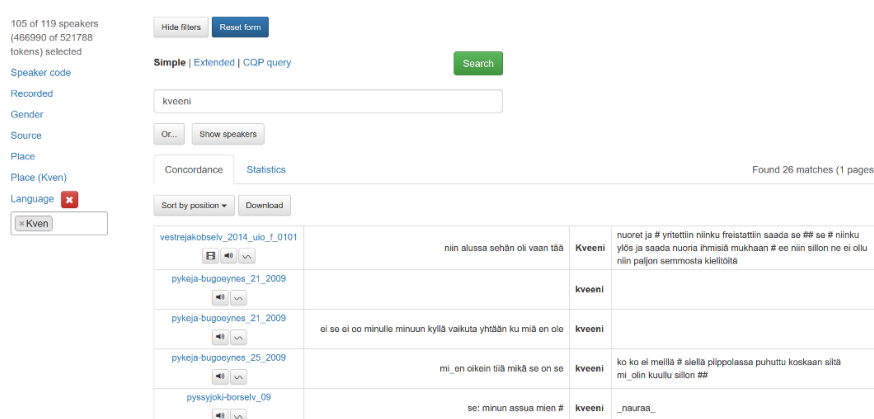 105 of 119 speakers
(466990 of 521788
tokens) selected
Speaker code
Recorded
Gender
Source
Place
Place (Kven)
Language
× Kven
Hide filters Reset form
Simple | Extended | CQP query
Search
kveeni
Or... Show speakers
Concordance Statistics Found 26 matches (1 pages
Sort by position Download
vestrejakobselv_2014_uio_f_0101
niin alussa sehän oli vaan tää Kveeni
nuoret ja # yritettiin niinku freistattiin saada se ## se # niinku
ylös ja saada nuoria ihmisiä mukhaan # ee niin sillon ne ei ollu
niin paljon semmosta kielitöitä
pykeja-bugoeynes_21_2009
kveeni
pykeja-bugoeynes_21_2009
ei se ei oo minulle minuun kyllä vaikuta yhtään ku miä en ole kveeni
pykeja-bugoeynes_25_2009
mi_en oikein tiiä mikä se on se kveeni
ko ko ei meillä # siellä piippolassa puhuttu koskaan siitä
mi_olin kuullu sillon ##
pyssyjoki-borselv_09
se: minun assua mien # kveeni _nauraa_